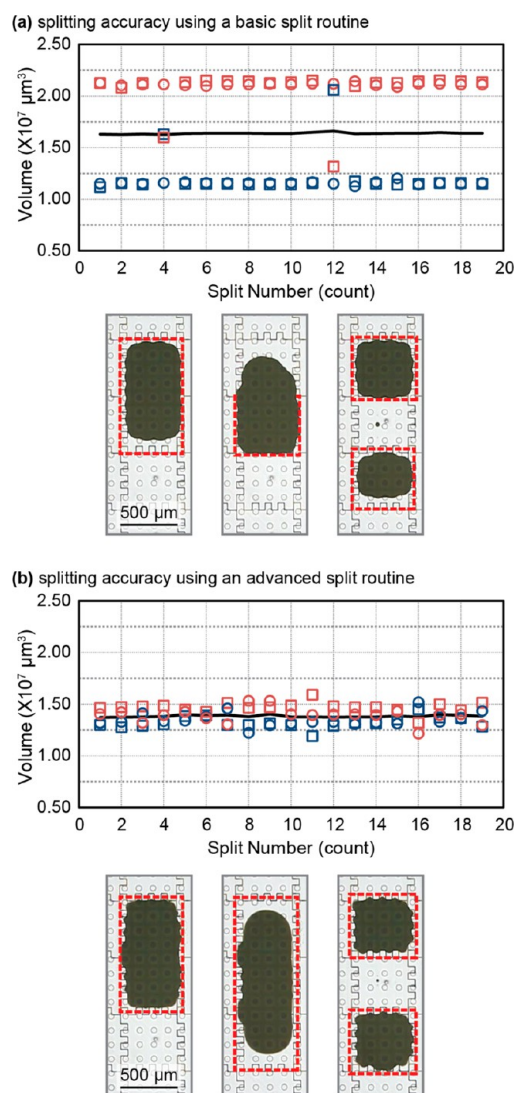 (a) splitting accuracy using a basic split routine
2.50
2.00
1.50
1.00
0.50
Volume (X10⁷ µm³)
0 2 4 6 8 10 12 14 16 18 20
Split Number (count)
500 µm
(b) splitting accuracy using an advanced split routine
2.50
2.00
1.50
1.00
0.50
Volume (X10⁷ µm³)
0 2 4 6 8 10 12 14 16 18 20
Split Number (count)
500 µm